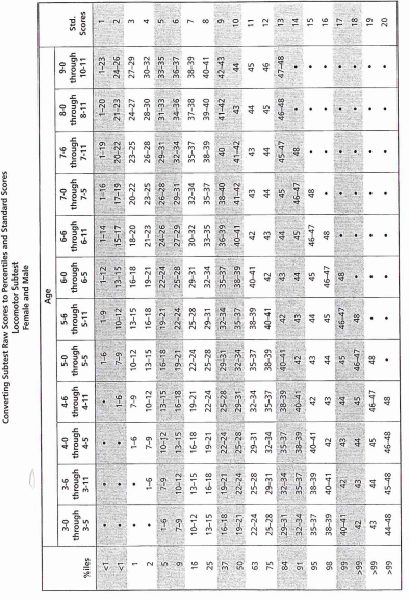 Converting Subtest Raw Scores to Percentiles and Standard Scores
Locomotor Subtest
Female and Male
Age
%iles 3-0 through 3-5 3-6 through 3-11 4-0 through 4-5 4-6 through 4-11 5-0 through 5-5 5-6 through 5-11 6-0 through 6-5 6-6 through 6-11 7-0 through 7-5 7-6 through 7-11 8-0 through 8-11 9-0 through 10-11 Std. Scores
<1 • • • • 1–6 1–9 1–12 1–14 1–16 1–19 1–20 1–23 1
<1 • • • 1–6 7–9 10–12 13–15 15–17 17–19 20–22 21–23 24–26 2
1 • • 1–6 7–9 10–12 13–15 16–18 18–20 20–22 23–25 24–27 27–29 3
2 • 1–6 7–9 10–12 13–15 16–18 19–21 21–23 23–25 26–28 28–30 30–32 4
5 1–6 7–9 10–12 13–15 16–18 19–21 22–24 24–26 26–28 29–31 31–33 33–35 5
9 7–9 10–12 13–15 16–18 19–21 22–24 25–28 27–29 29–31 32–34 34–36 36–37 6
16 10–12 13–15 16–18 19–21 22–24 25–28 29–31 30–32 32–34 35–37 37–38 38–39 7
25 13–15 16–18 19–21 22–24 25–28 29–31 32–34 33–35 35–37 38–39 39–40 40–41 8
37 16–18 19–21 22–24 25–28 29–31 32–34 35–37 36–39 38–40 40 41–42 42–43 9
50 19–21 22–24 25–28 29–31 32–34 35–37 38–39 40–41 41–42 41–42 43 44 10
63 22–24 25–28 29–31 32–34 35–37 38–39 40–41 42 43 43 44 45 11
75 25–28 29–31 32–34 35–37 38–39 40–41 42 43 44 44 45 46 12
84 29–31 32–34 35–37 38–39 40–41 42 43 44 45 45–47 46–48 47–48 13
91 32–34 35–37 38–39 40–41 42 43 44 45 46–47 48 • • 14
95 35–37 38–39 40–41 42 43 44 45 46–47 48 • • • 15
98 38–39 40–41 42 43 44 45 46–47 48 • • • • 16
99 40–41 42 43 44 45 46–47 48 • • • • • 17
>99 42 43 44 45 46–47 48 • • • • • • 18
>99 43 44 45 46–47 48 • • • • • • • 19
>99 44–48 45–48 46–48 48 • • • • • • • • 20